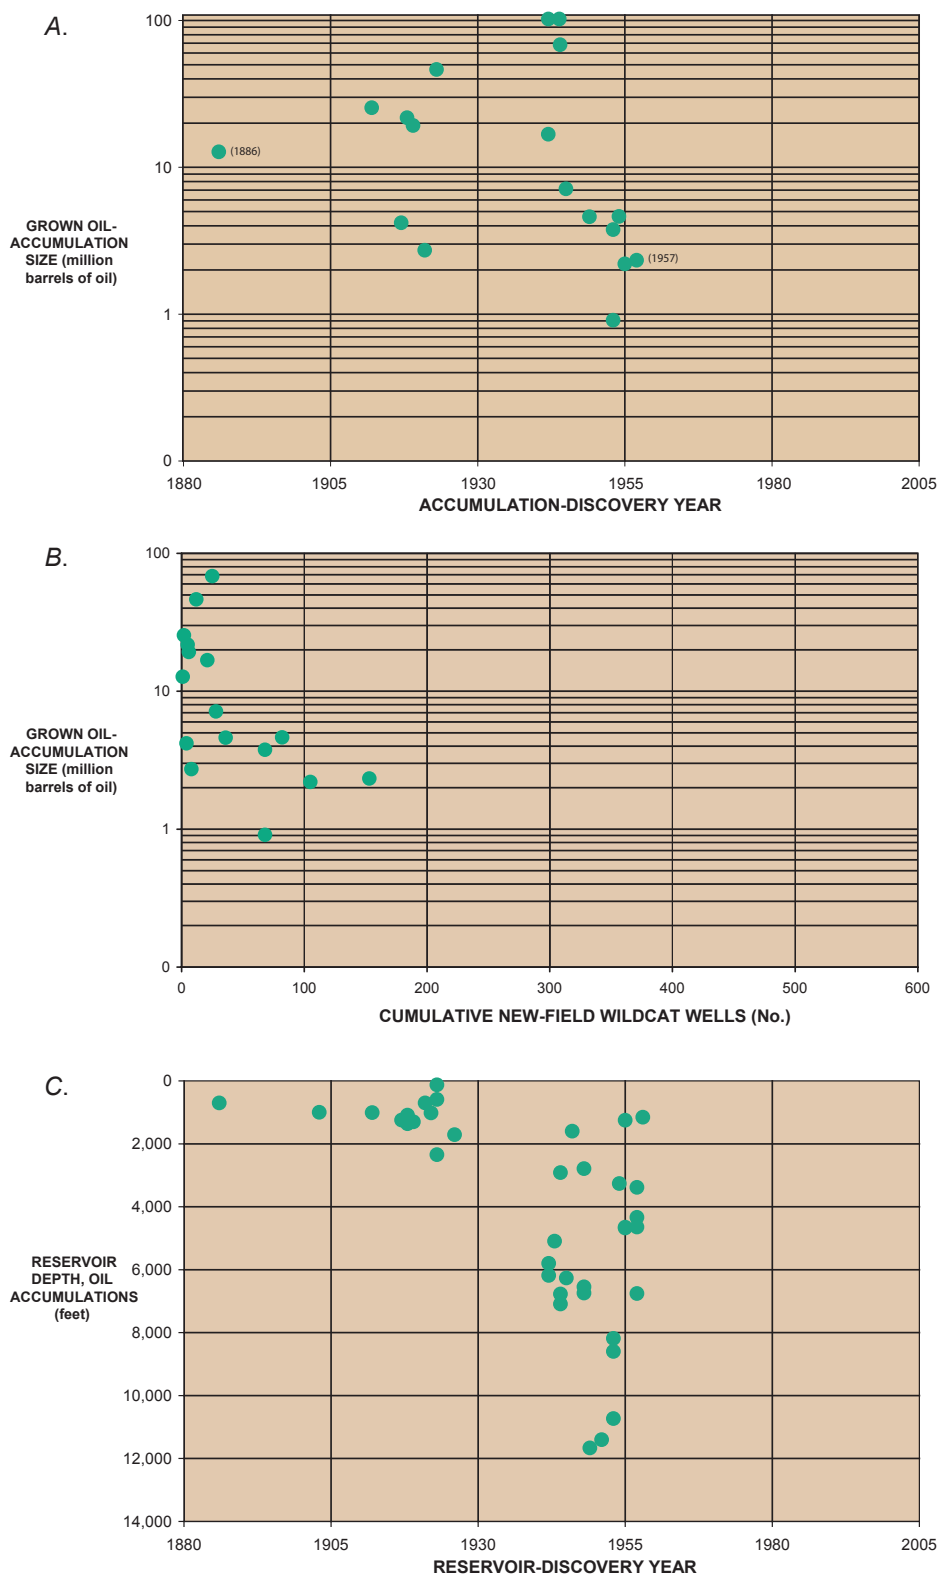 A.
100
10
1
0
GROWN OIL-
ACCUMULATION
SIZE (million
barrels of oil)
(1886)
(1957)
1880 1905 1930 1955 1980 2005
ACCUMULATION-DISCOVERY YEAR
B.
100
10
1
0
GROWN OIL-
ACCUMULATION
SIZE (million
barrels of oil)
0 100 200 300 400 500 600
CUMULATIVE NEW-FIELD WILDCAT WELLS (No.)
C.
0
2,000
4,000
6,000
8,000
10,000
12,000
14,000
RESERVOIR
DEPTH, OIL
ACCUMULATIONS
(feet)
1880 1905 1930 1955 1980 2005
RESERVOIR-DISCOVERY YEAR